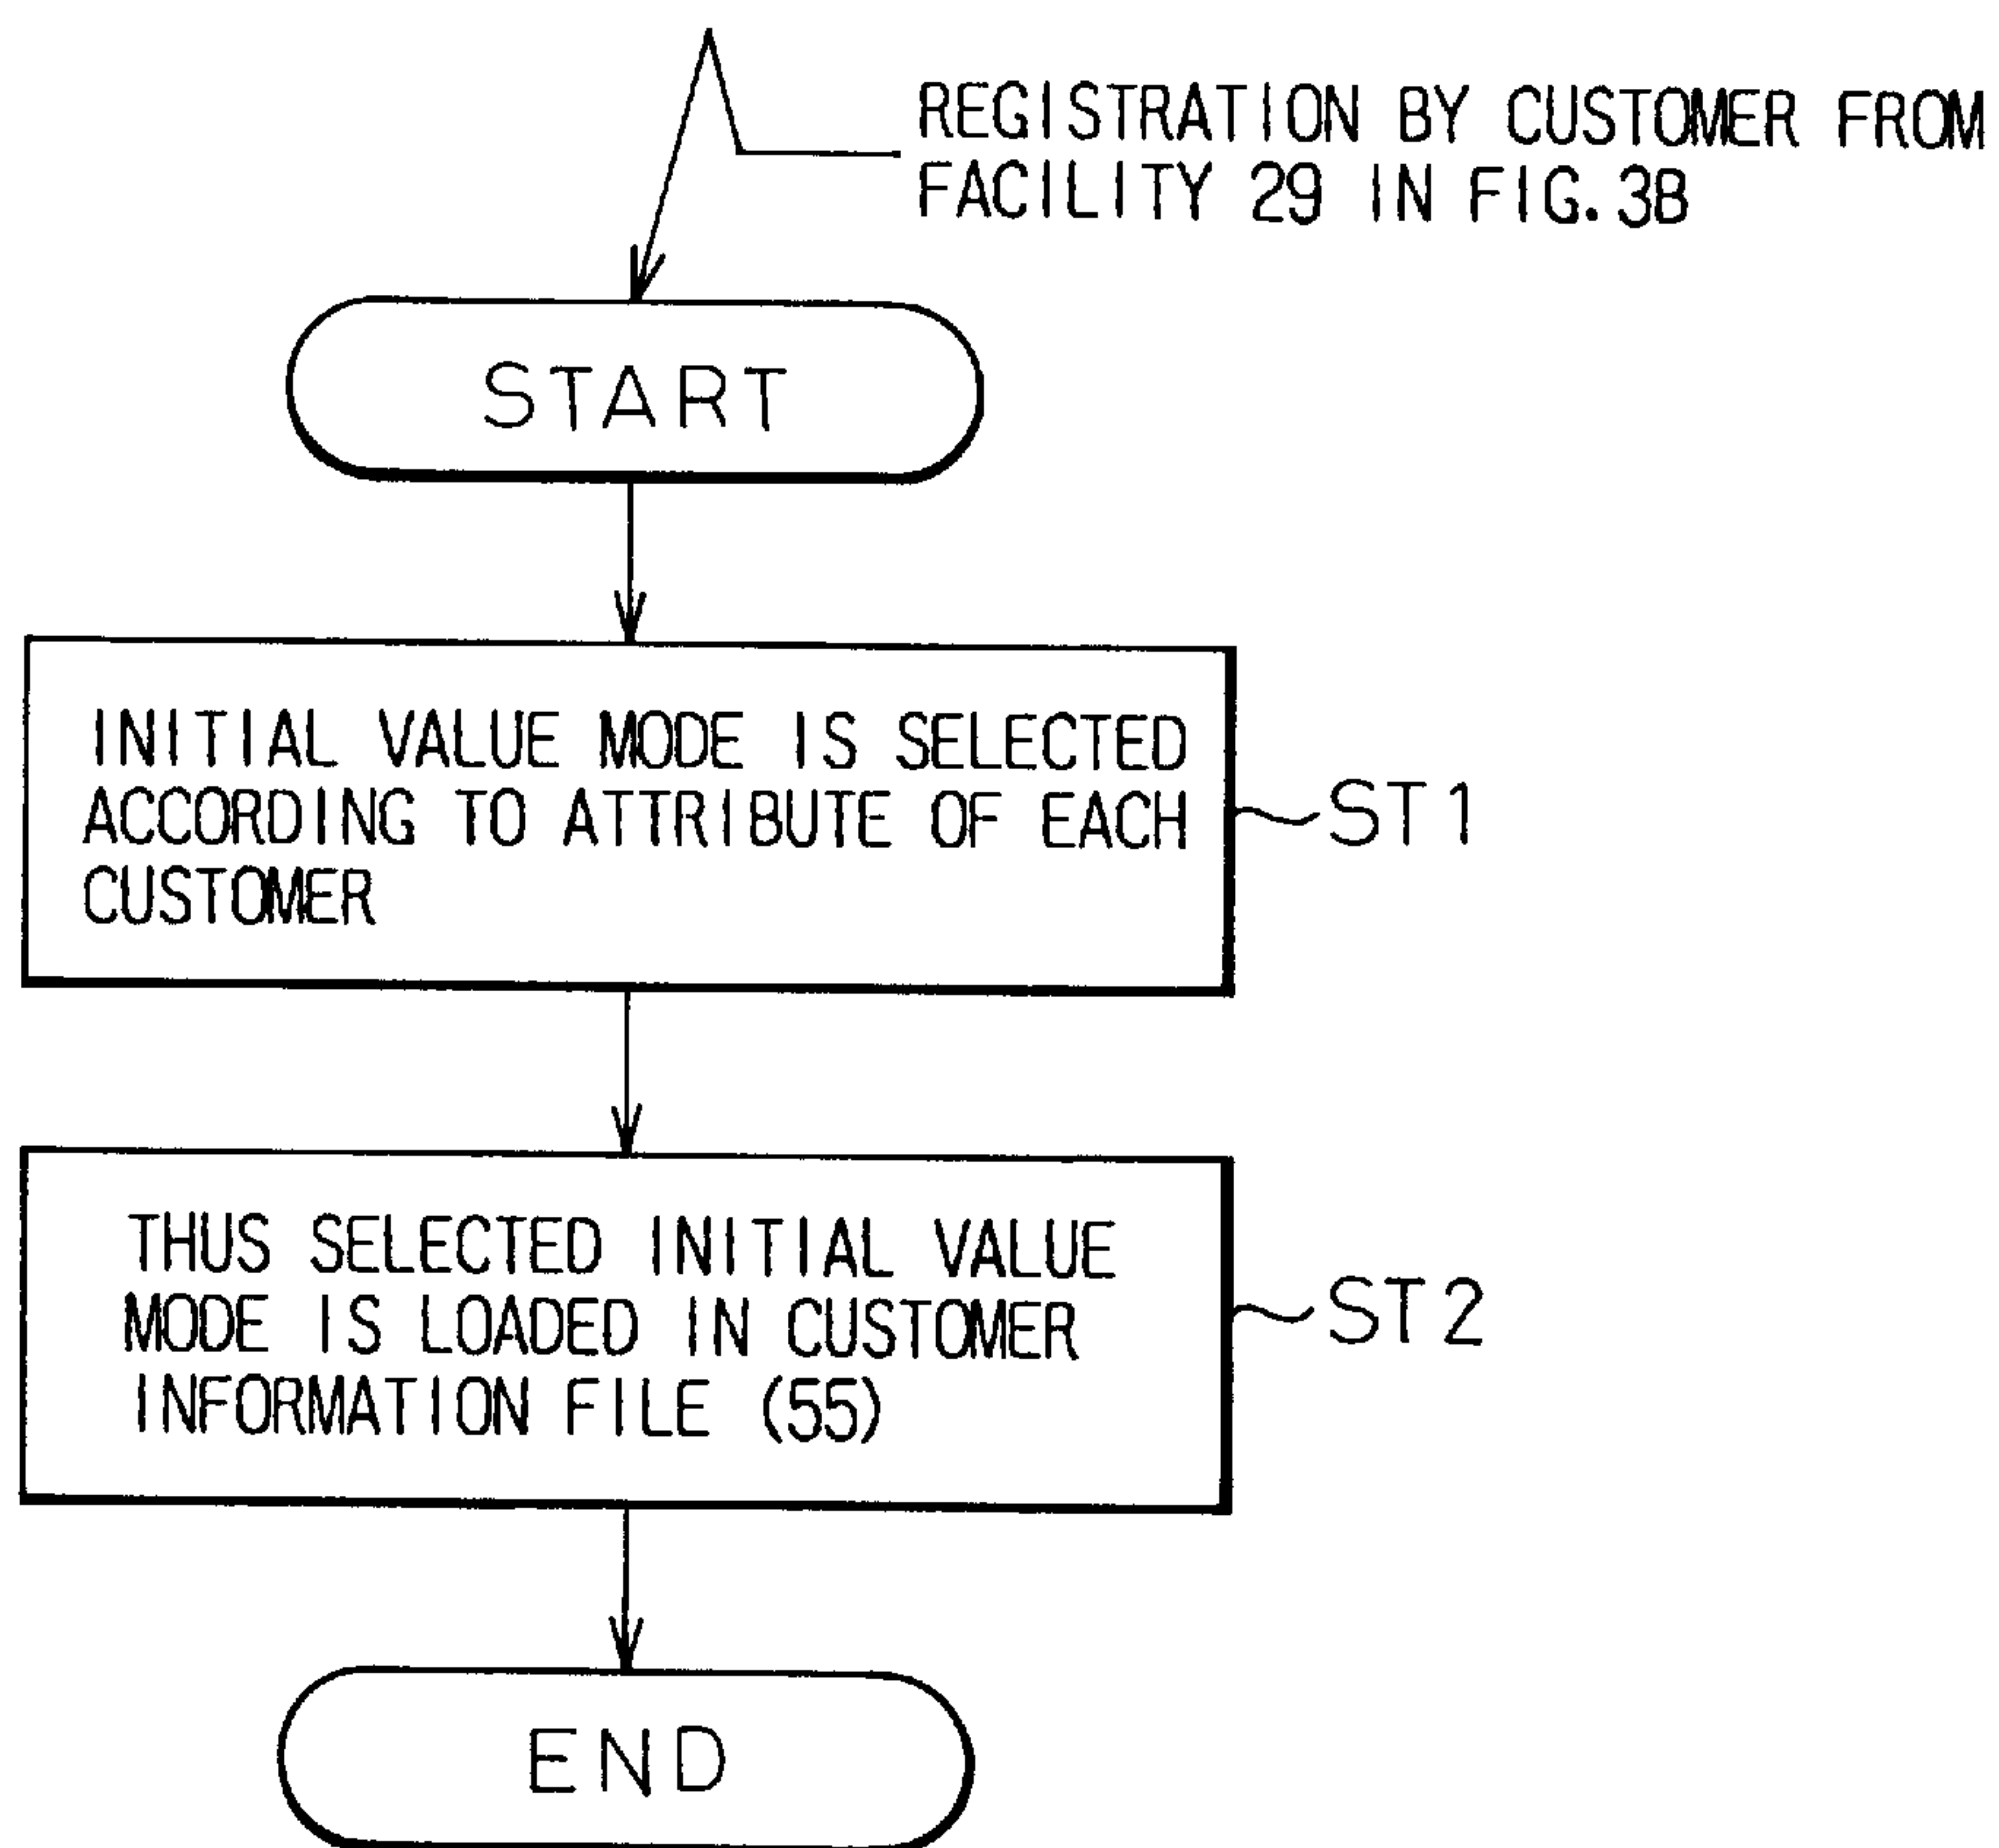 REGISTRATION BY CUSTOMER FROM
FACILITY 29 IN FIG. 3B
START
INITIAL VALUE MODE IS SELECTED
ACCORDING TO ATTRIBUTE OF EACH
CUSTOMER
ST1
THUS SELECTED INITIAL VALUE
MODE IS LOADED IN CUSTOMER
INFORMATION FILE (55)
ST2
END